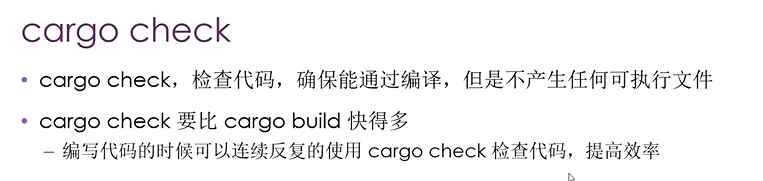 cargo check
• cargo check，检查代码，确保能通过编译，但是不产生任何可执行文件
• cargo check 要比 cargo build 快得多
– 编写代码的时候可以连续反复的使用 cargo check 检查代码，提高效率